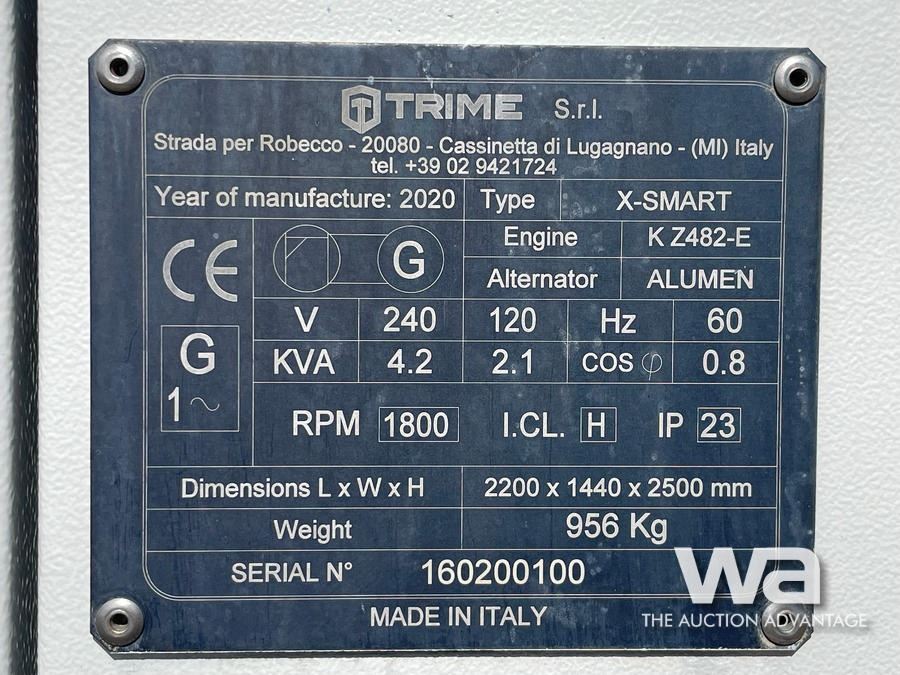 TRIME S.r.l.
Strada per Robecco - 20080 - Cassinetta di Lugagnano - (MI) Italy
tel. +39 02 9421724
Year of manufacture: 2020 Type X-SMART
CE G Engine K Z482-E
Alternator ALUMEN
V 240 120 Hz 60
G 1~ KVA 4.2 2.1 COS φ 0.8
RPM 1800 I.CL. H IP 23
Dimensions L x W x H 2200 x 1440 x 2500 mm
Weight 956 Kg
SERIAL N° 160200100
MADE IN ITALY
wa
THE AUCTION ADVANTAGE